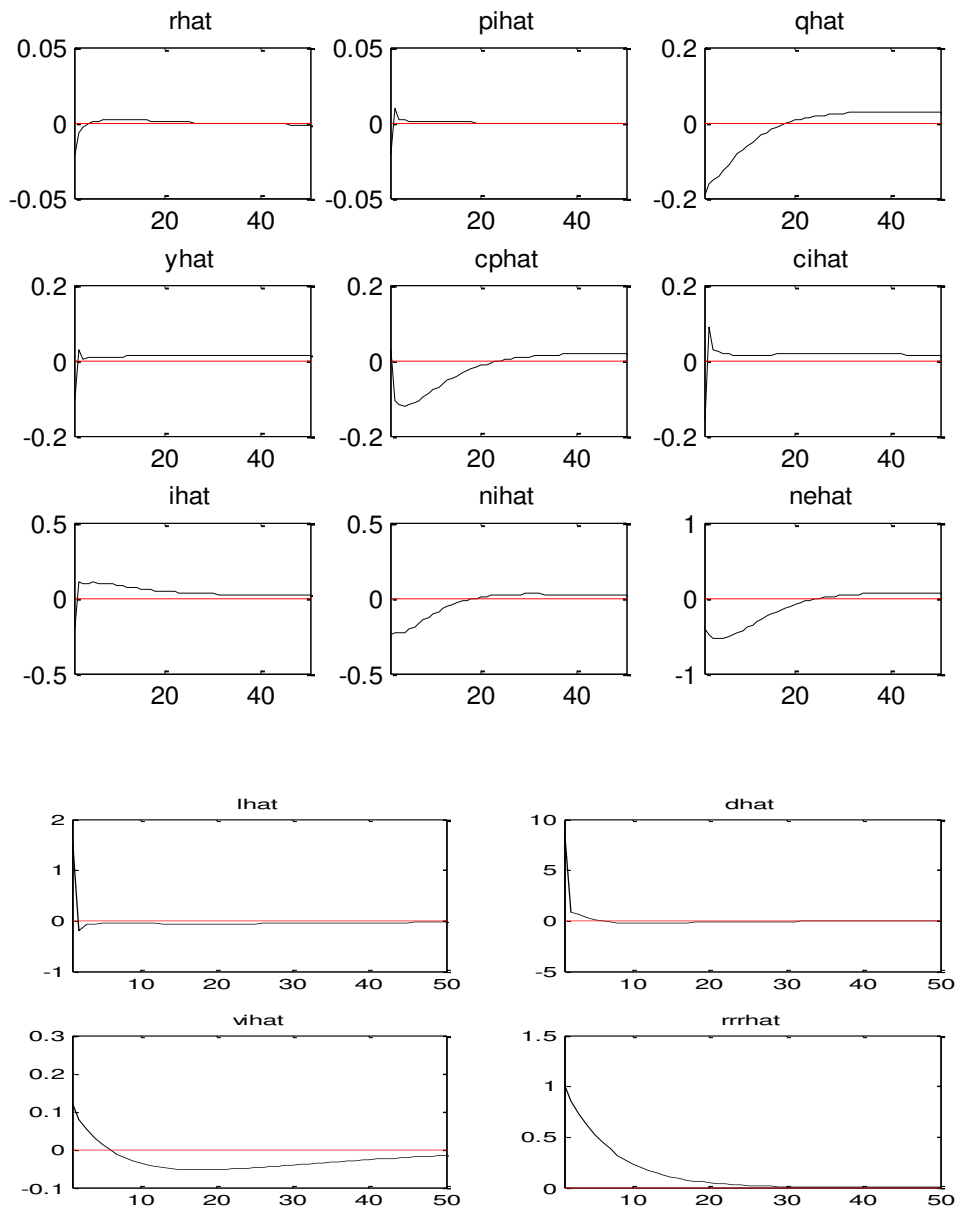 rhat pihat qhat
0.05 0.05 0.2
0 0 0
-0.05 -0.05 -0.2
20 40 20 40 20 40
yhat cphat cihat
0.2 0.2 0.2
0 0 0
-0.2 -0.2 -0.2
20 40 20 40 20 40
ihat nihat nehat
0.5 0.5 1
0 0 0
-0.5 -0.5 -1
20 40 20 40 20 40
lhat dhat
2 10
1 5
0 0
-1 -5
10 20 30 40 50 10 20 30 40 50
vihat rrrhat
0.3 1.5
0.2 1
0.1 0.5
0 0
-0.1
10 20 30 40 50 10 20 30 40 50